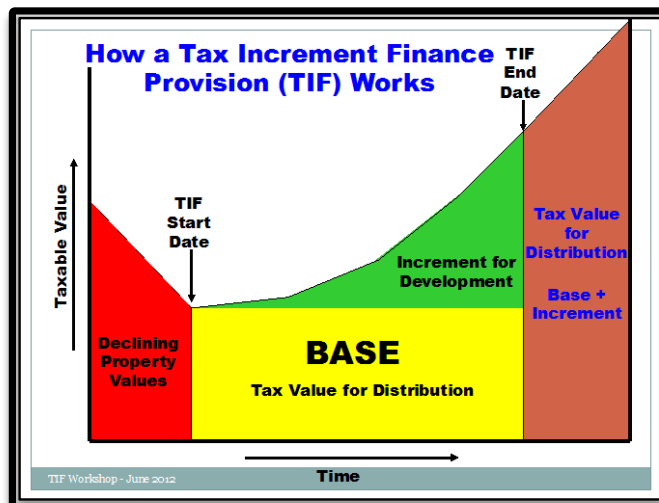 How a Tax Increment Finance
Provision (TIF) Works
TIF
End
Date
TIF
Start
Date
Taxable Value
Tax Value
for
Distribution
Base +
Increment
Increment for
Development
Declining
Property
Values
BASE
Tax Value for Distribution
Time
TIF Workshop - June 2012